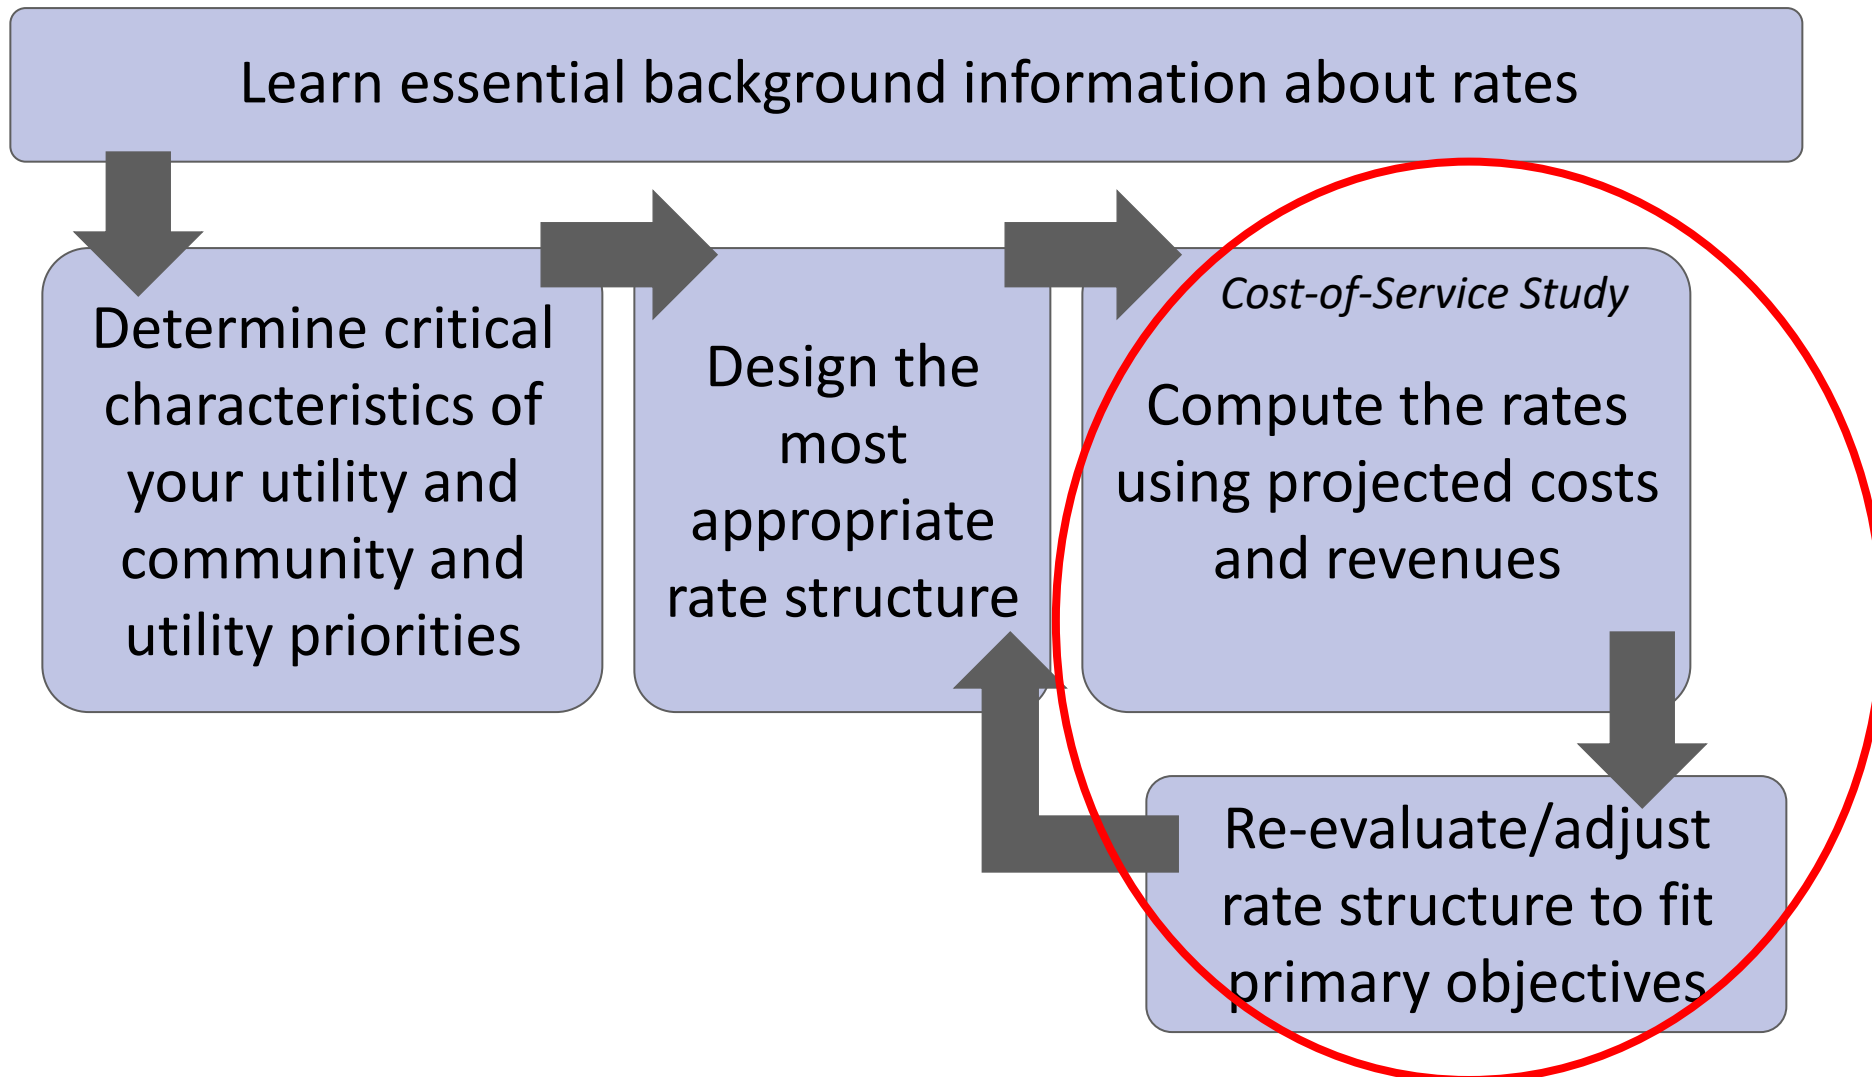 Learn essential background information about rates
Determine critical
characteristics of
your utility and
community and
utility priorities
Design the
most
appropriate
rate structure
Cost-of-Service Study
Compute the rates
using projected costs
and revenues
Re-evaluate/adjust
rate structure to fit
primary objectives